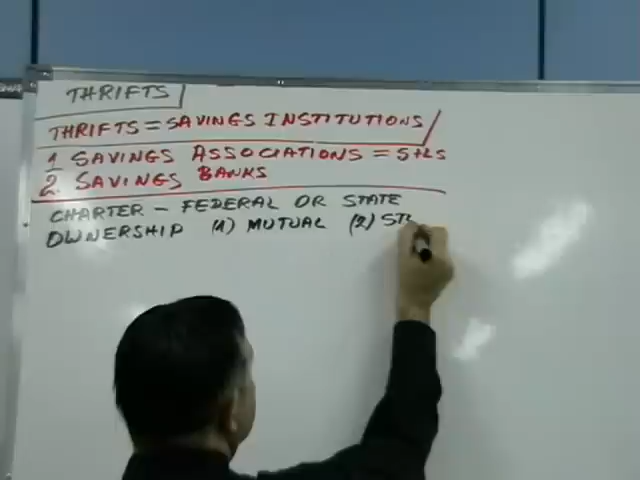 THRIFTS
THRIFTS = SAVINGS INSTITUTIONS/
1 SAVINGS ASSOCIATIONS = S+LS
2. SAVINGS BANKS
CHARTER - FEDERAL OR STATE
OWNERSHIP (1) MUTUAL (2) ST